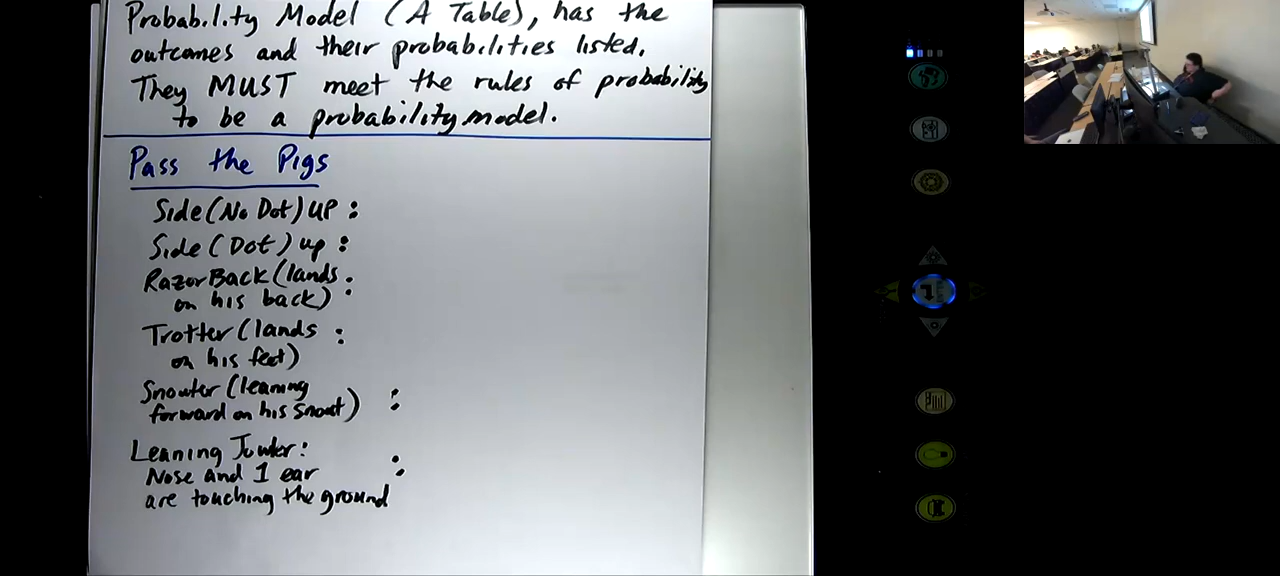 Probability Model (A Table), has the
outcomes and their probabilities listed.
They MUST meet the rules of probability
to be a probability model.
Pass the Pigs
Side (No Dot) UP :
Side (Dot) up :
RazorBack (lands :
on his back)
Trotter (lands :
on his feet)
Snouter (leaning :
forward on his snout)
Leaning Jowler:
Nose and 1 ear :
are touching the ground